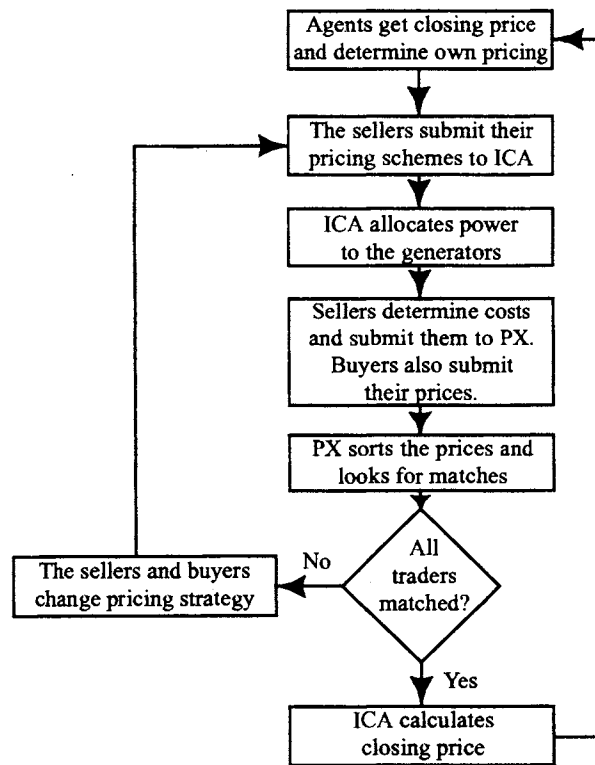 Agents get closing price
and determine own pricing
The sellers submit their
pricing schemes to ICA
ICA allocates power
to the generators
Sellers determine costs
and submit them to PX.
Buyers also submit
their prices.
PX sorts the prices and
looks for matches
All
traders
matched?
No
The sellers and buyers
change pricing strategy
Yes
ICA calculates
closing price